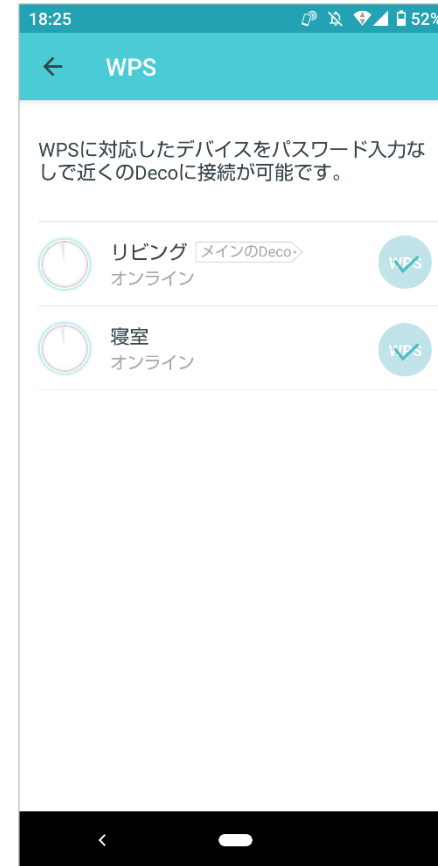 18:25
52%
WPS
WPSに対応したデバイスをパスワード入力な
しで近くのDecoに接続が可能です。
リビング メインのDeco
オンライン
WPS
寝室
オンライン
WPS